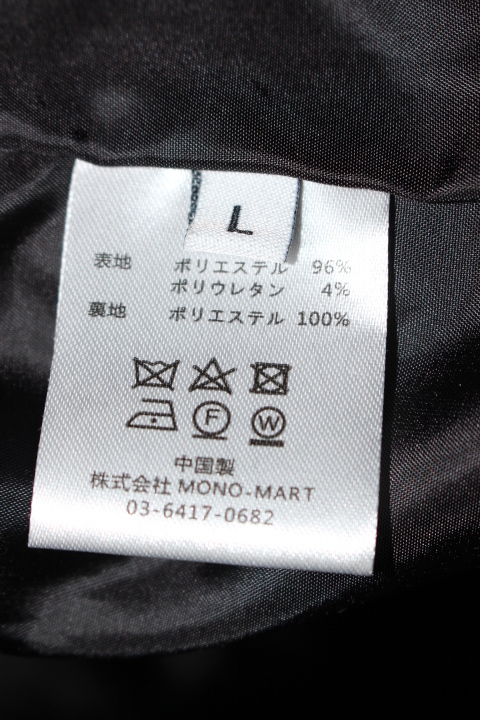 L
表地 ポリエステル 96%
ポリウレタン 4%
裏地 ポリエステル 100%
F W
中国製
株式会社 MONO-MART
03-6417-0682